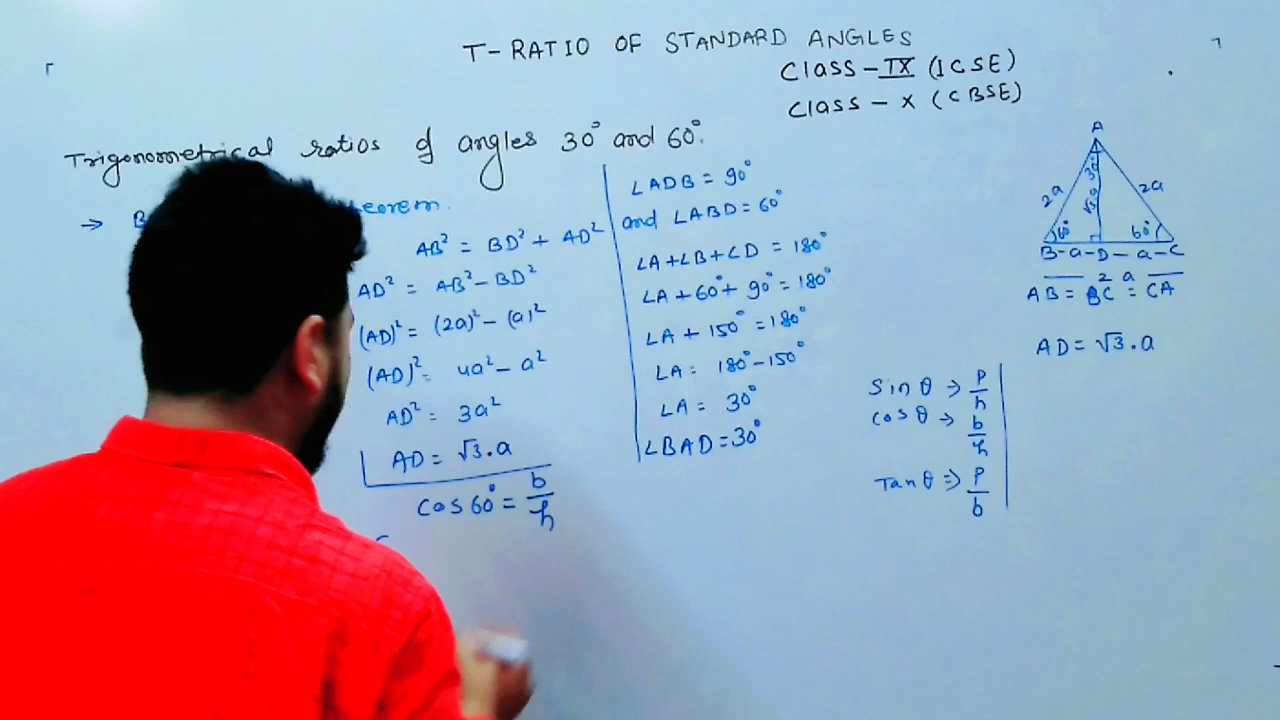 T-RATIO OF STANDARD ANGLES
Class-IX (ICSE)
Class - X (CBSE)
Trigonometrical ratios of angles 30° and 60°.
→ B
eorem.
AB² = BD² + AD²
AD² = AB² - BD²
(AD)² = (2a)² - (a)²
(AD)² = 4a² - a²
AD² = 3a²
AD = √3.a
Cos 60° = b/h
∠ADB = 90°
and ∠ABD = 60°
∠A+∠B+∠D = 180°
∠A + 60° + 90° = 180°
∠A + 150° = 180°
∠A = 180° - 150°
∠A = 30°
∠BAD = 30°
A
2a 30° 2a
√3a
60° 60°
B-a-D-a-C
2a
AB = BC = CA
AD = √3.a
Sin θ ⇒ P/h
Cos θ ⇒ b/h
Tan θ ⇒ P/b